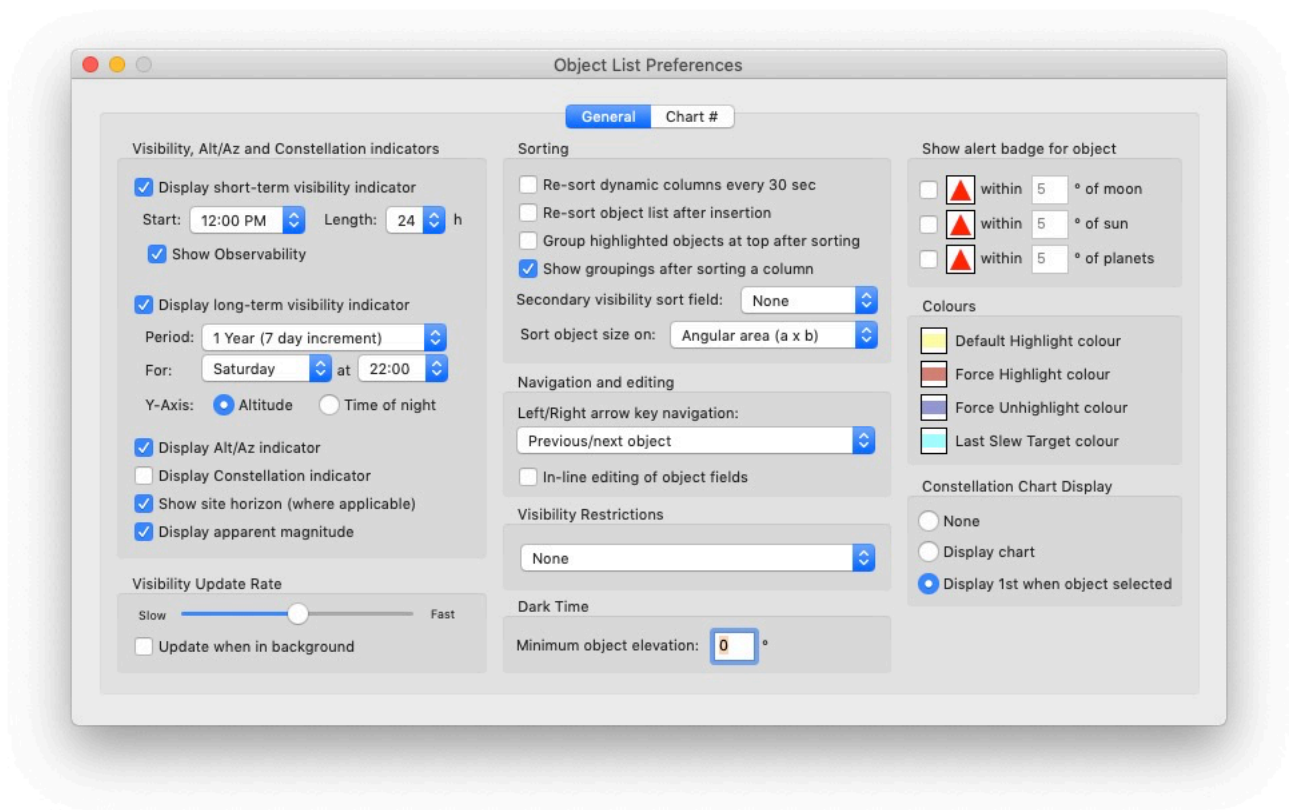 Object List Preferences
General Chart #
Visibility, Alt/Az and Constellation indicators
Display short-term visibility indicator
Start: 12:00 PM Length: 24 h
Show Observability
Display long-term visibility indicator
Period: 1 Year (7 day increment)
For: Saturday at 22:00
Y-Axis: Altitude Time of night
Display Alt/Az indicator
Display Constellation indicator
Show site horizon (where applicable)
Display apparent magnitude
Visibility Update Rate
Slow Fast
Update when in background
Sorting
Re-sort dynamic columns every 30 sec
Re-sort object list after insertion
Group highlighted objects at top after sorting
Show groupings after sorting a column
Secondary visibility sort field: None
Sort object size on: Angular area (a x b)
Navigation and editing
Left/Right arrow key navigation:
Previous/next object
In-line editing of object fields
Visibility Restrictions
None
Dark Time
Minimum object elevation: 0 °
Show alert badge for object
within 5 ° of moon
within 5 ° of sun
within 5 ° of planets
Colours
Default Highlight colour
Force Highlight colour
Force Unhighlight colour
Last Slew Target colour
Constellation Chart Display
None
Display chart
Display 1st when object selected